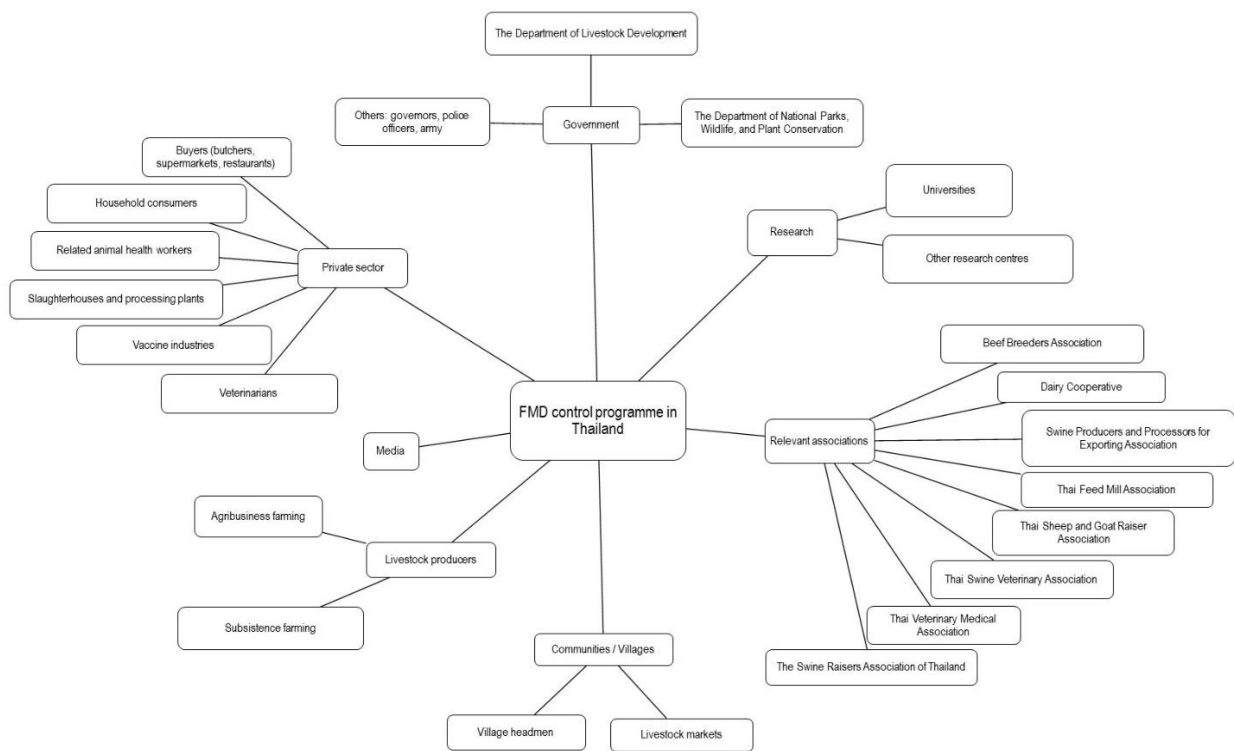 The Department of Livestock Development
Others: governors, police
officers, army
Government
The Department of National Parks,
Wildlife, and Plant Conservation
Buyers (butchers,
supermarkets, restaurants)
Household consumers
Related animal health workers
Private sector
Slaughterhouses and processing plants
Vaccine industries
Veterinarians
Universities
Research
Other research centres
FMD control programme in
Thailand
Beef Breeders Association
Dairy Cooperative
Relevant associations
Swine Producers and Processors for
Exporting Association
Thai Feed Mill Association
Thai Sheep and Goat Raiser
Association
Thai Swine Veterinary Association
Thai Veterinary Medical
Association
The Swine Raisers Association of Thailand
Media
Agribusiness farming
Livestock producers
Subsistence farming
Communities / Villages
Village headmen
Livestock markets